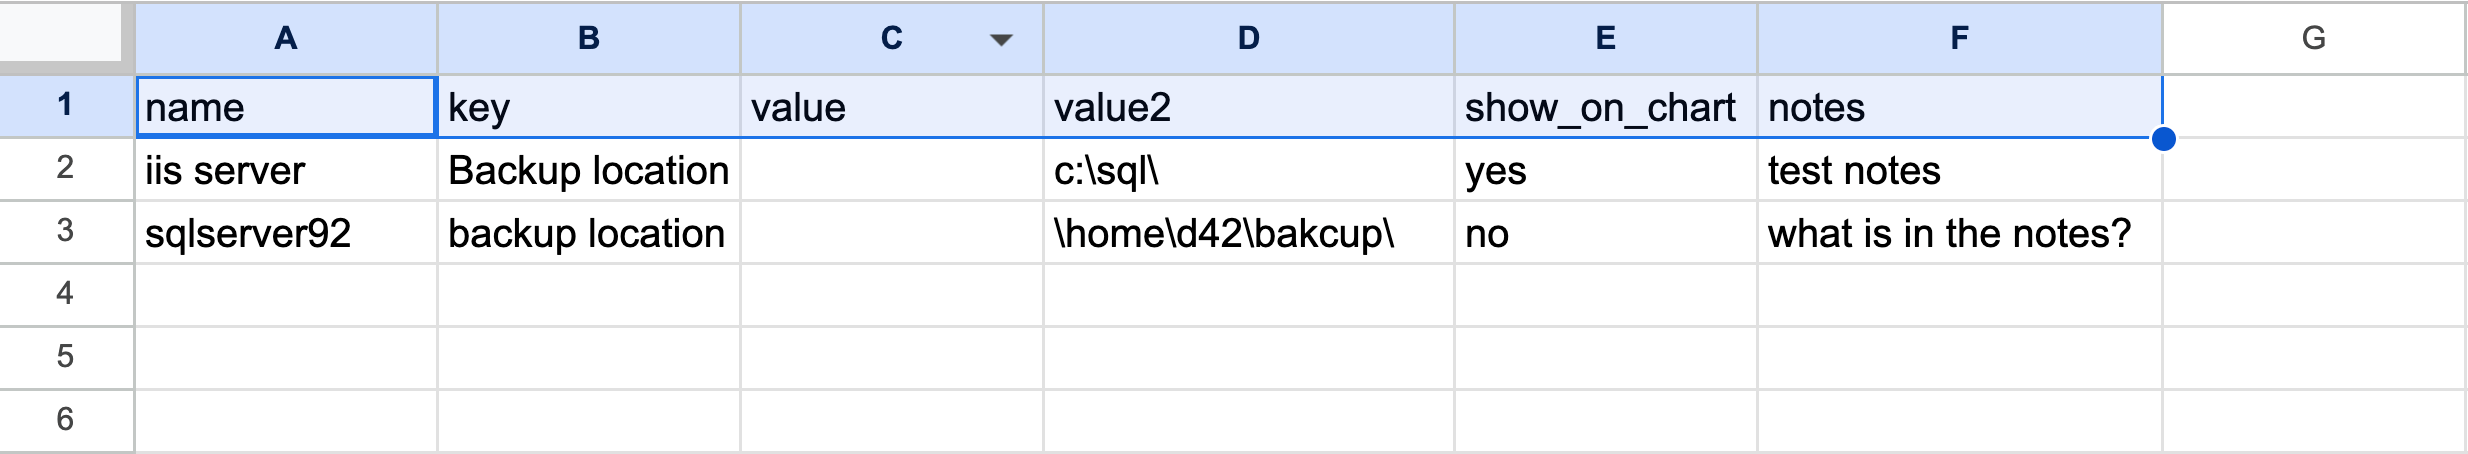 A B C D E F G
1 name key value value2 show_on_chart notes
2 iis server Backup location c:\sql\ yes test notes
3 sqlserver92 backup location \home\d42\bakcup\ no what is in the notes?
4
5
6